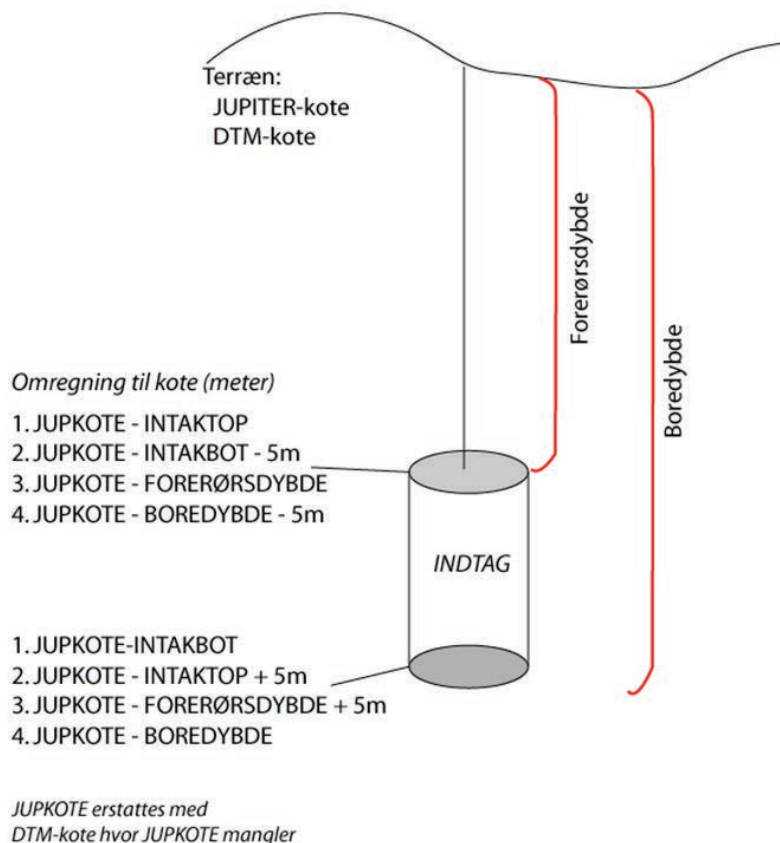 Terræn:
JUPITER-kote
DTM-kote
Forerørsdybde
Boredybde
Omregning til kote (meter)
1. JUPKOTE - INTAKTOP
2. JUPKOTE - INTAKBOT - 5m
3. JUPKOTE - FORERØRSDYBDE
4. JUPKOTE - BOREDYBDE - 5m
INDTAG
1. JUPKOTE-INTAKBOT
2. JUPKOTE - INTAKTOP + 5m
3. JUPKOTE - FORERØRSDYBDE + 5m
4. JUPKOTE - BOREDYBDE
JUPKOTE erstattes med
DTM-kote hvor JUPKOTE mangler